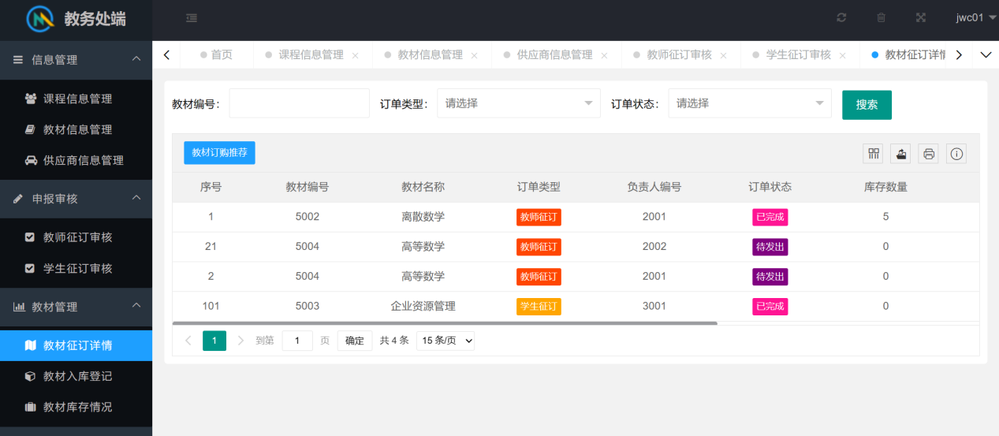 教务处端
jwc01
信息管理
课程信息管理
教材信息管理
供应商信息管理
申报审核
教师征订审核
学生征订审核
教材管理
教材征订详情
教材入库登记
教材库存情况
首页 课程信息管理 教材信息管理 供应商信息管理 教师征订审核 学生征订审核 教材征订详情
教材编号： 订单类型： 请选择 订单状态： 请选择 搜索
教材订购推荐
序号 教材编号 教材名称 订单类型 负责人编号 订单状态 库存数量
1 5002 离散数学 教师征订 2001 已完成 5
21 5004 高等数学 教师征订 2002 待发出 0
2 5004 高等数学 教师征订 2001 待发出 0
101 5003 企业资源管理 学生征订 3001 已完成 0
1 到第 1 页 确定 共 4 条 15 条/页